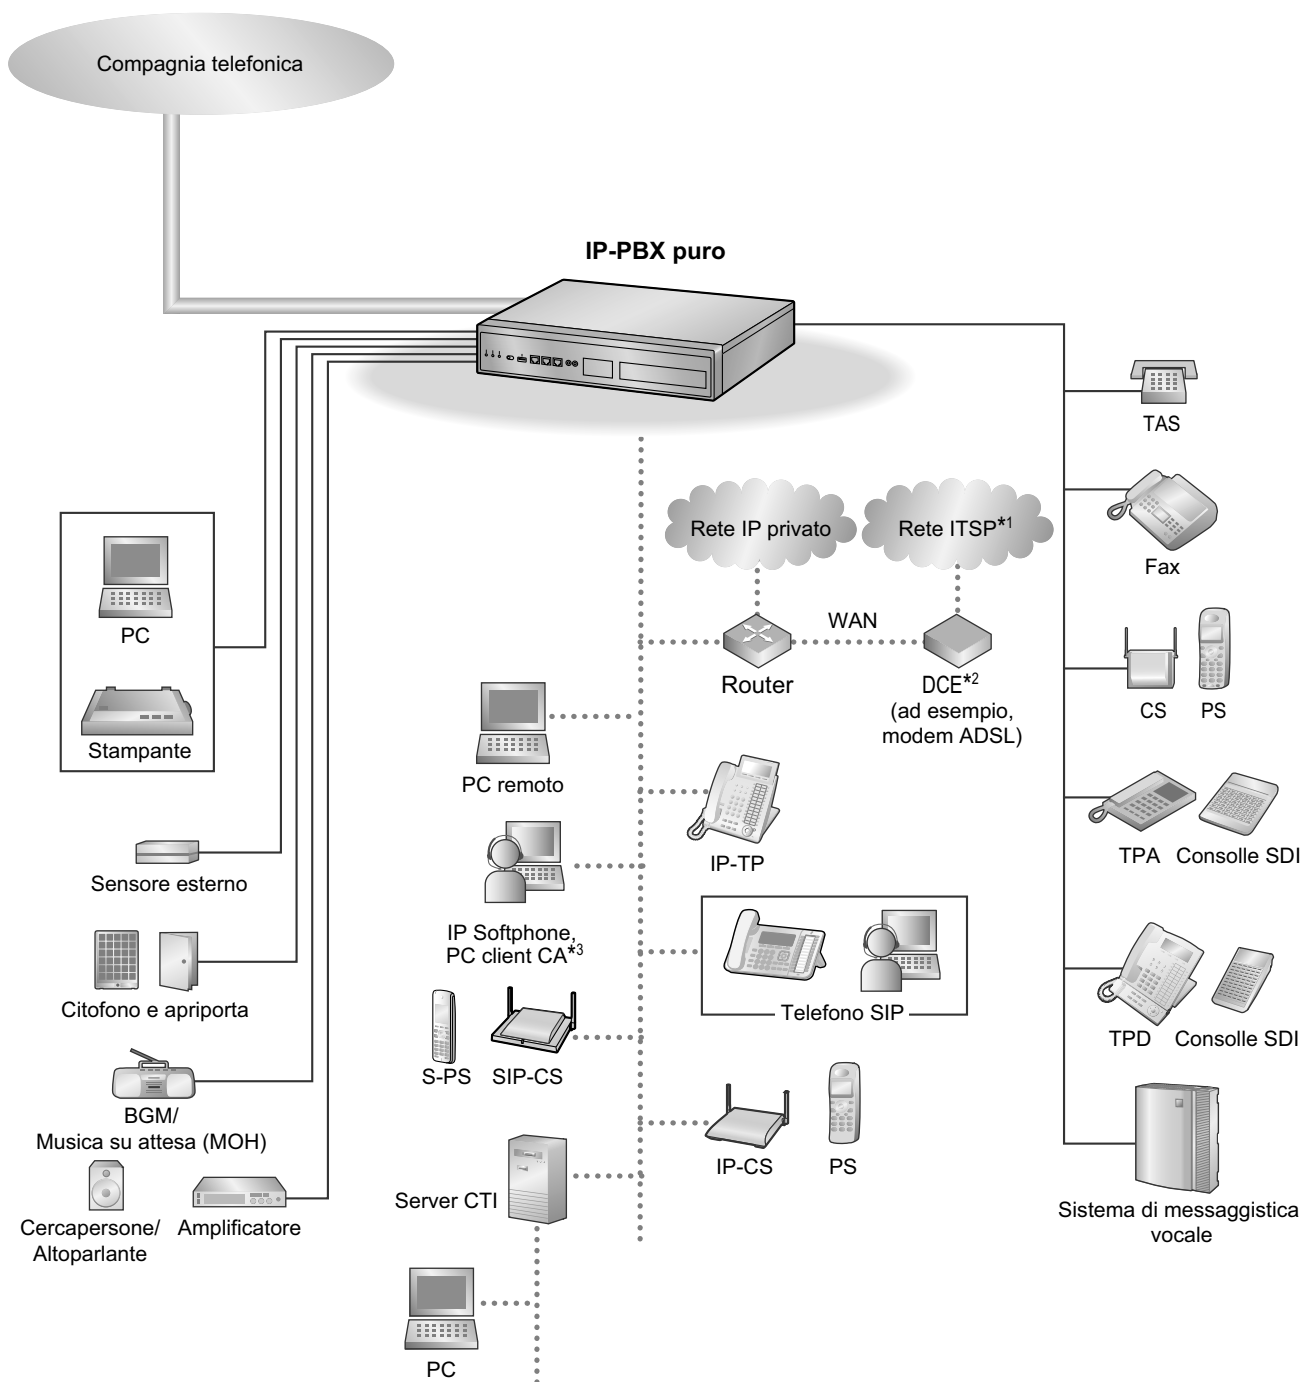 Compagnia telefonica
IP-PBX puro
TAS
Rete IP privato
Rete ITSP*1
Fax
PC
WAN
Router
DCE*2
(ad esempio,
modem ADSL)
CS
PS
Stampante
PC remoto
IP-TP
TPA
Consolle SDI
Sensore esterno
IP Softphone,
PC client CA*3
Citofono e apriporta
Telefono SIP
TPD
Consolle SDI
S-PS
SIP-CS
BGM/
Musica su attesa (MOH)
IP-CS
PS
Server CTI
Cercapersone/
Altoparlante
Amplificatore
Sistema di messaggistica
vocale
PC